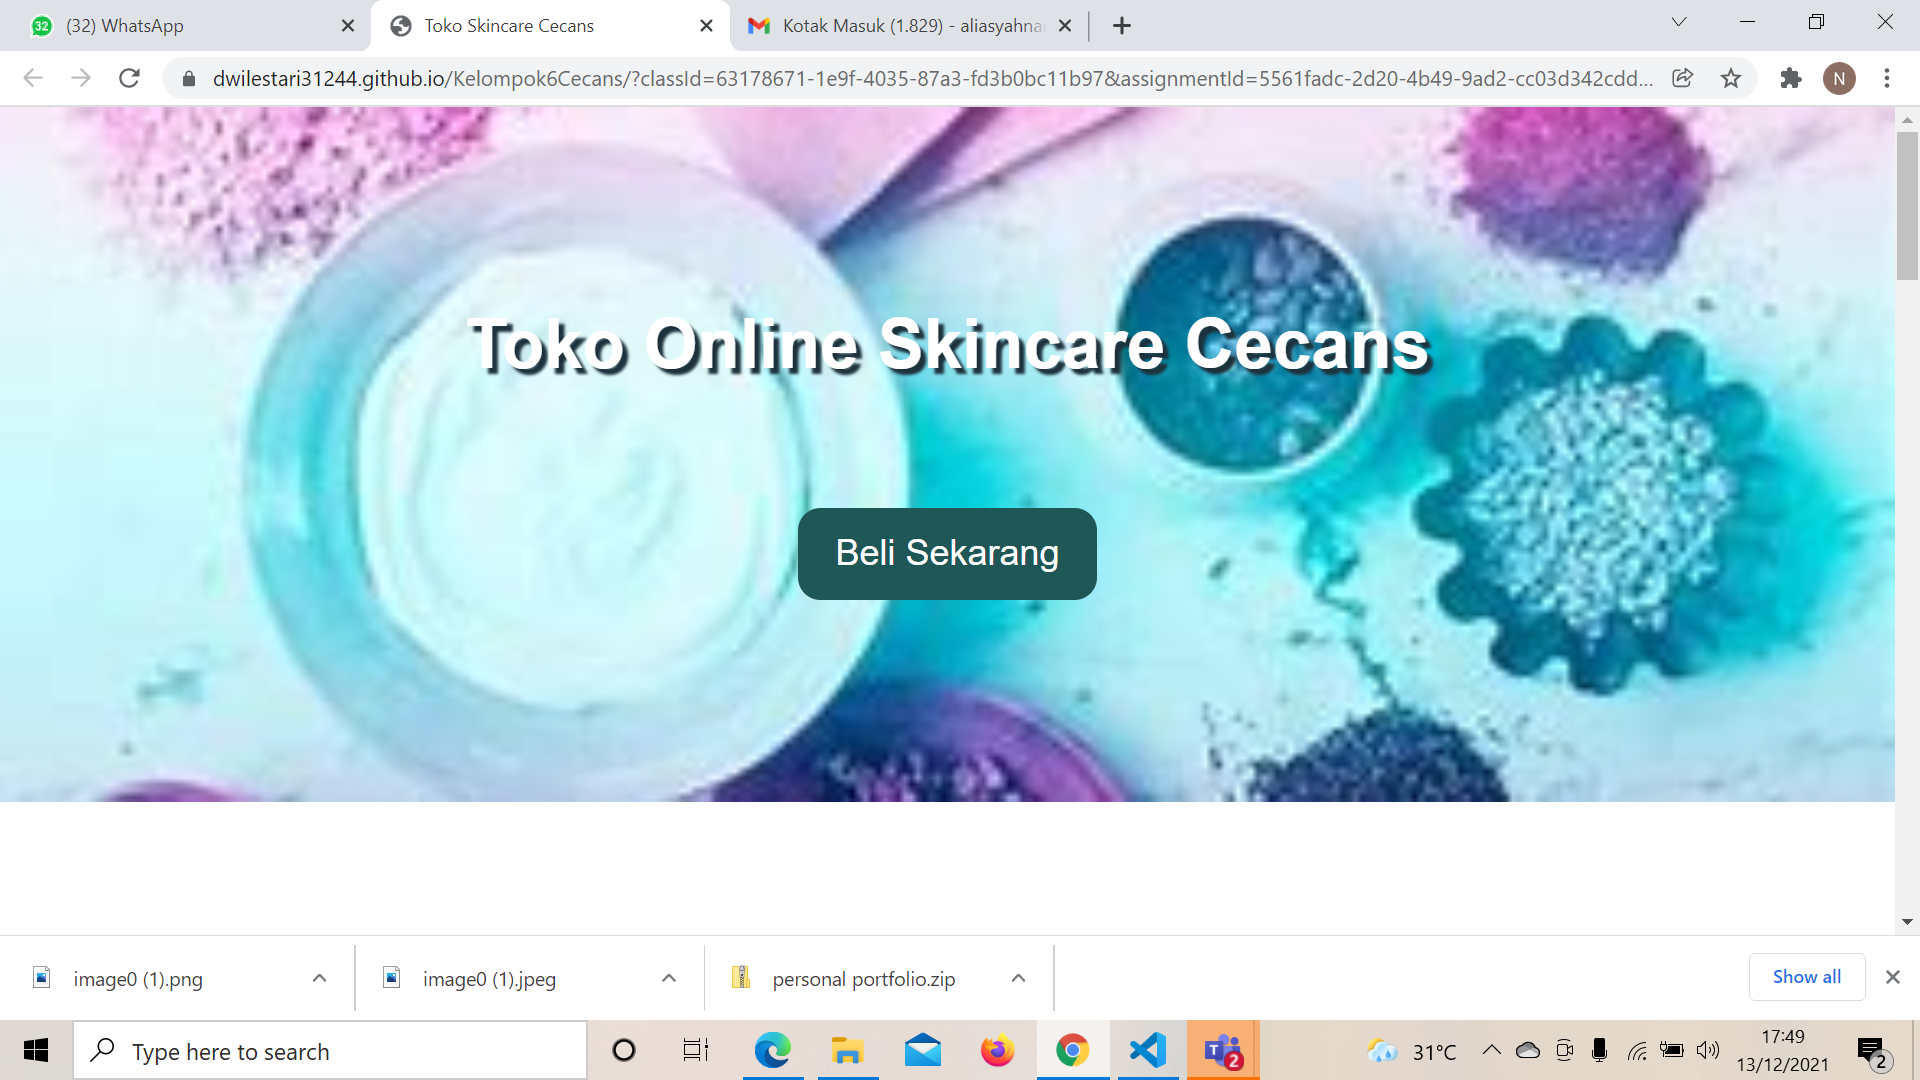 32
(32) WhatsApp
Toko Skincare Cecans
Kotak Masuk (1.829) - aliasyahna
dwilestari31244.github.io/Kelompok6Cecans/?classId=63178671-1e9f-4035-87a3-fd3b0bc11b97&assignmentId=5561fadc-2d20-4b49-9ad2-cc03d342cdd...
N
Toko Online Skincare Cecans
Beli Sekarang
image0 (1).png
image0 (1).jpeg
personal portfolio.zip
Show all
Type here to search
T
2
31°C
17:49
13/12/2021
2